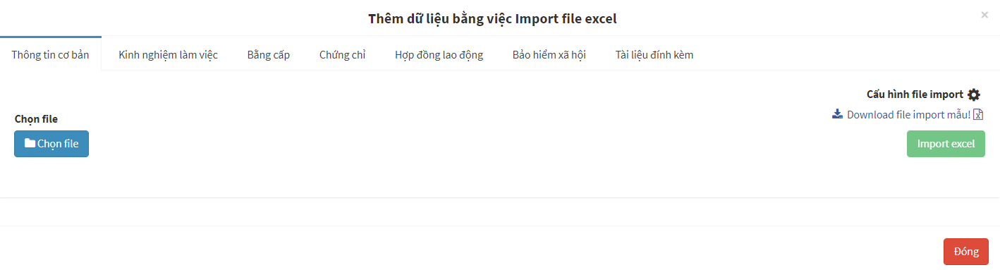 Thêm dữ liệu bằng việc Import file excel
×
Thông tin cơ bản Kinh nghiệm làm việc Bằng cấp Chứng chỉ Hợp đồng lao động Bảo hiểm xã hội Tài liệu đính kèm
Cấu hình file import
Download file import mẫu!
Chọn file
Chọn file
Import excel
Đóng